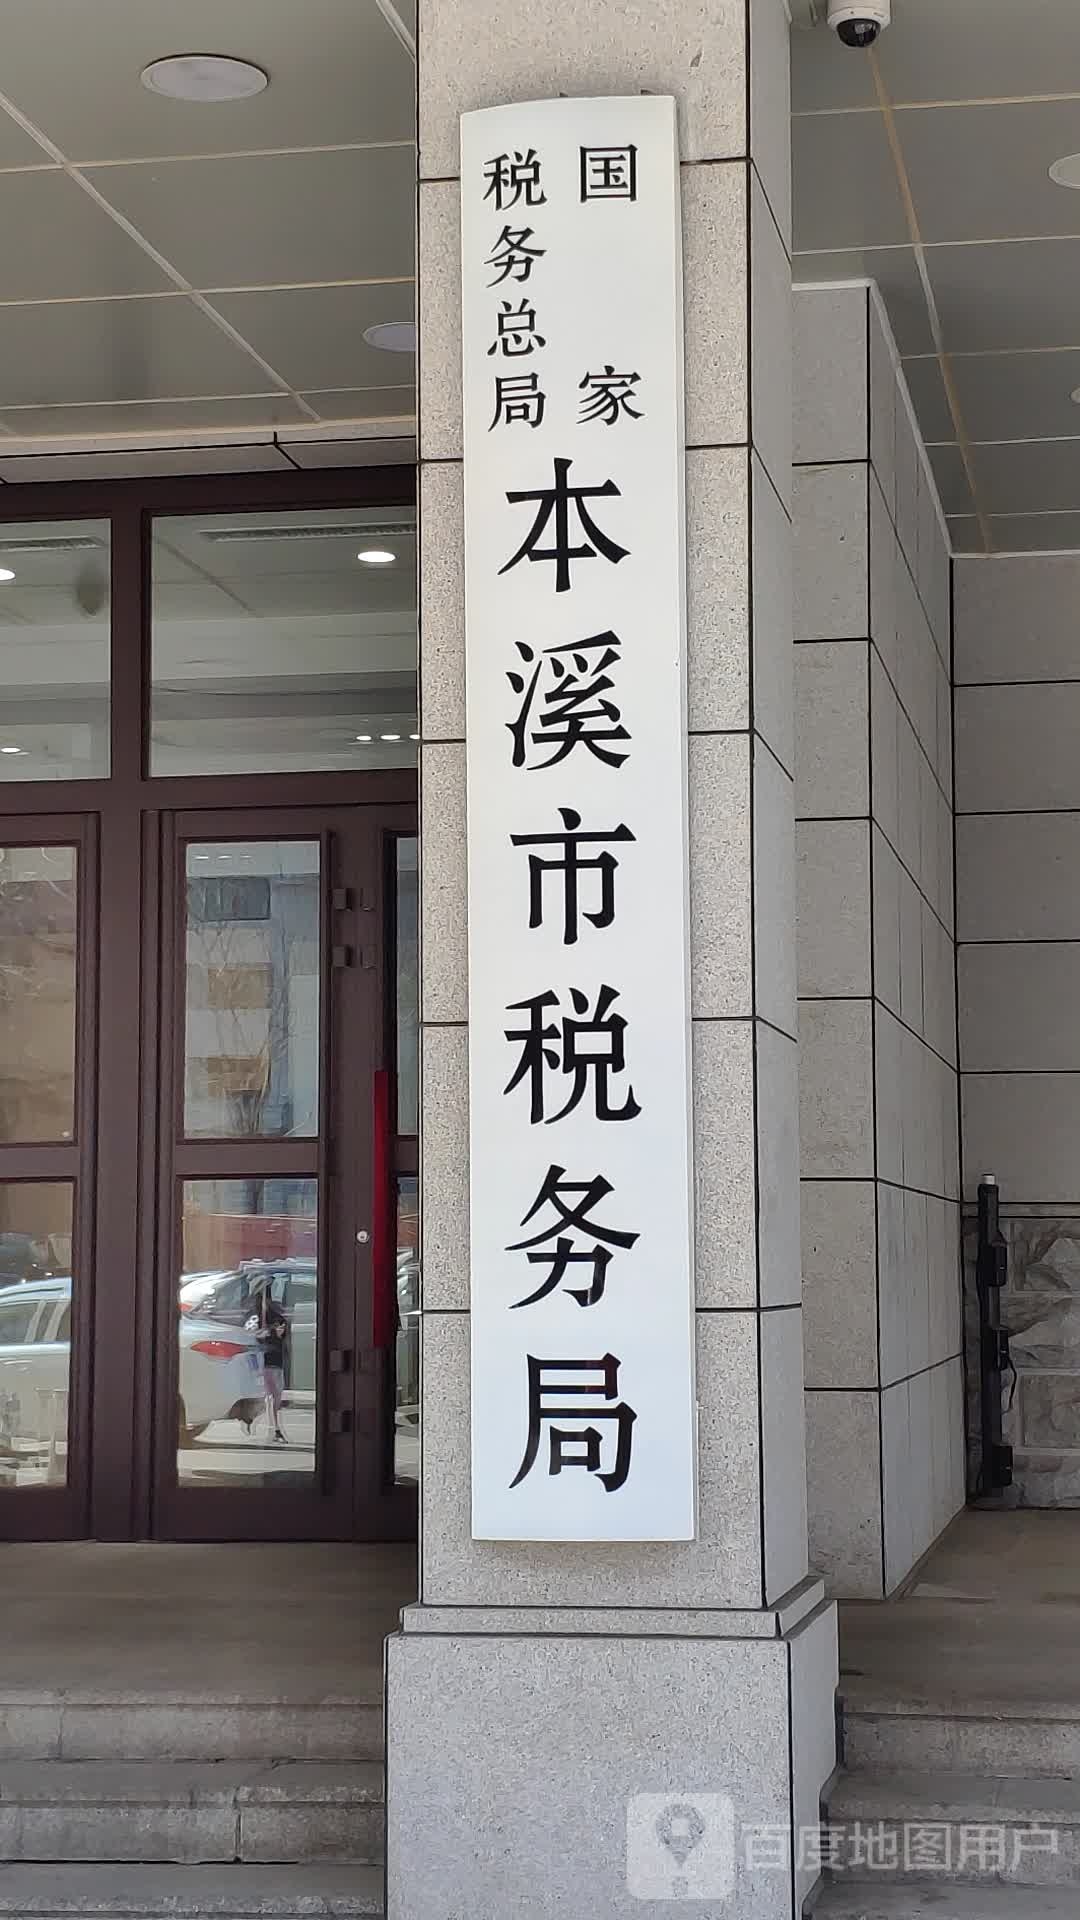 国家
税务总局
本溪市税务局
百度地图用户